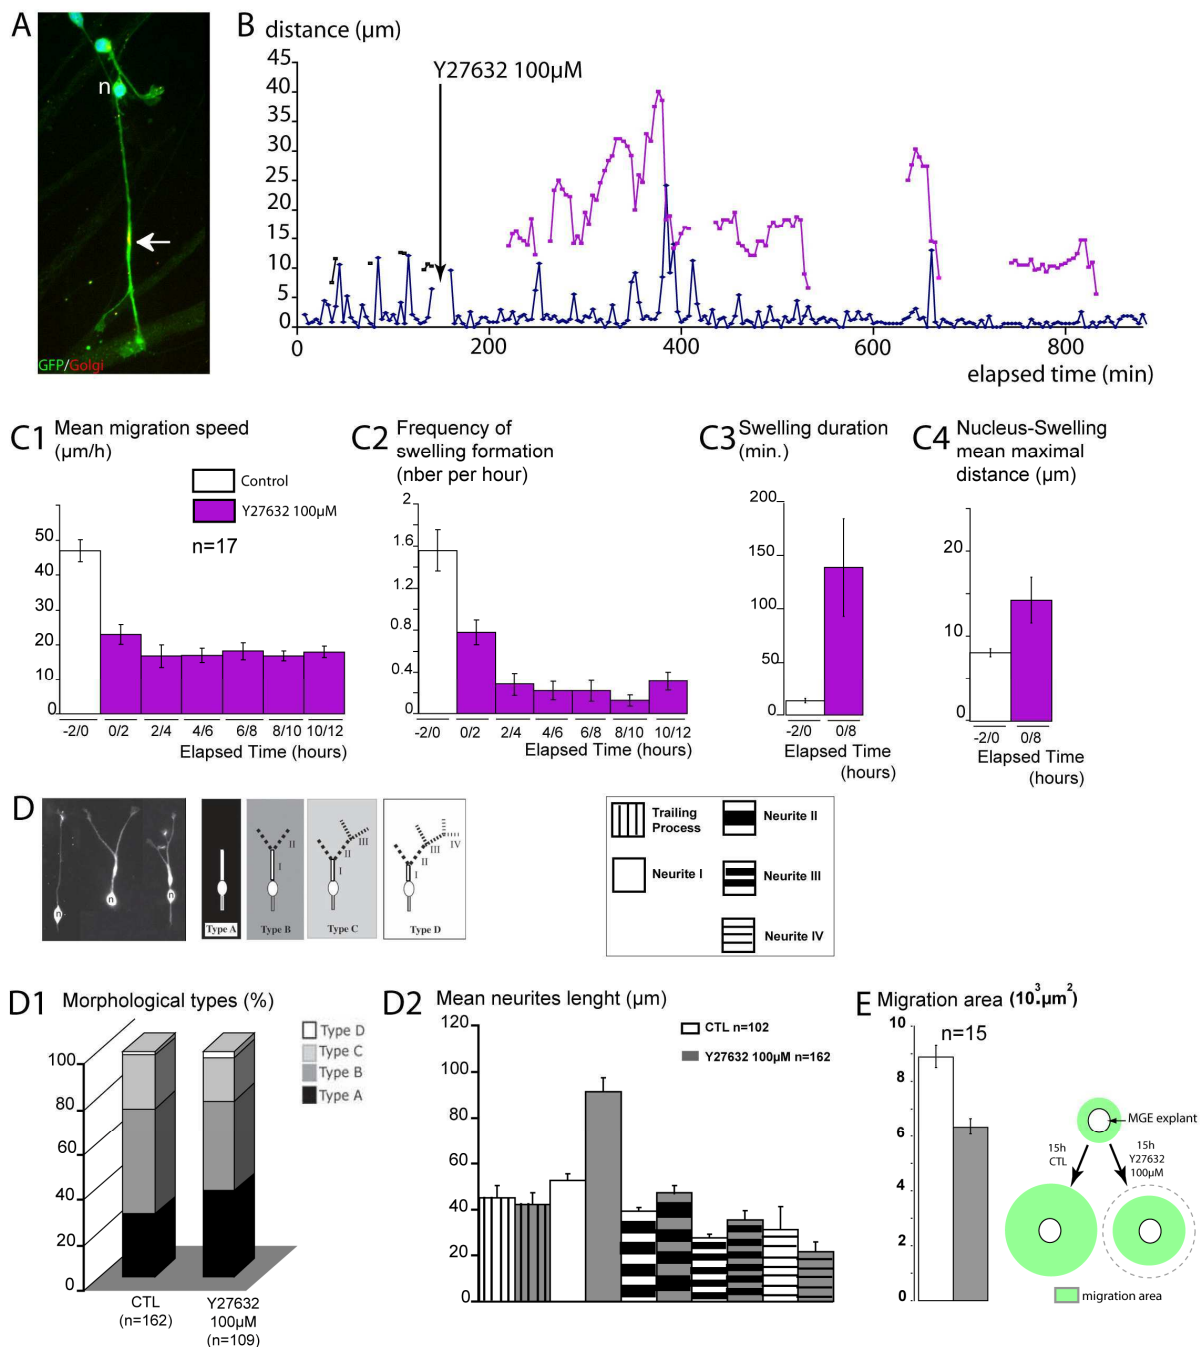 A
n
GFP/Golgi
B
distance (µm)
Y27632 100µM
45
40
35
30
25
20
15
10
5
0
0
200
400
600
800
elapsed time (min)
C1
Mean migration speed
(µm/h)
Control
Y27632 100µM
n=17
50
40
30
20
10
0
-2/0
0/2
2/4
4/6
6/8
8/10
10/12
Elapsed Time (hours)
C2
Frequency of
swelling formation
(nber per hour)
2
1.6
1.2
0.8
0.4
0
-2/0
0/2
2/4
4/6
6/8
8/10
10/12
Elapsed Time (hours)
C3
Swelling duration
(min.)
200
150
100
50
0
-2/0
0/8
Elapsed Time
(hours)
C4
Nucleus-Swelling
mean maximal
distance (µm)
20
10
0
-2/0
0/8
Elapsed Time
(hours)
D
n
n
n
Type A
I
II
Type B
I
II
III
Type C
I
II
III
IV
Type D
Trailing
Process
Neurite I
Neurite II
Neurite III
Neurite IV
D1
Morphological types (%)
100
80
60
40
20
0
CTL
(n=162)
Y27632
100µM
(n=109)
Type D
Type C
Type B
Type A
D2
Mean neurites lenght (µm)
120
100
80
60
40
20
0
CTL n=102
Y27632 100µM n=162
E
Migration area (10³.µm²)
n=15
10
8
6
4
2
0
MGE explant
15h
CTL
15h
Y27632
100µM
migration area